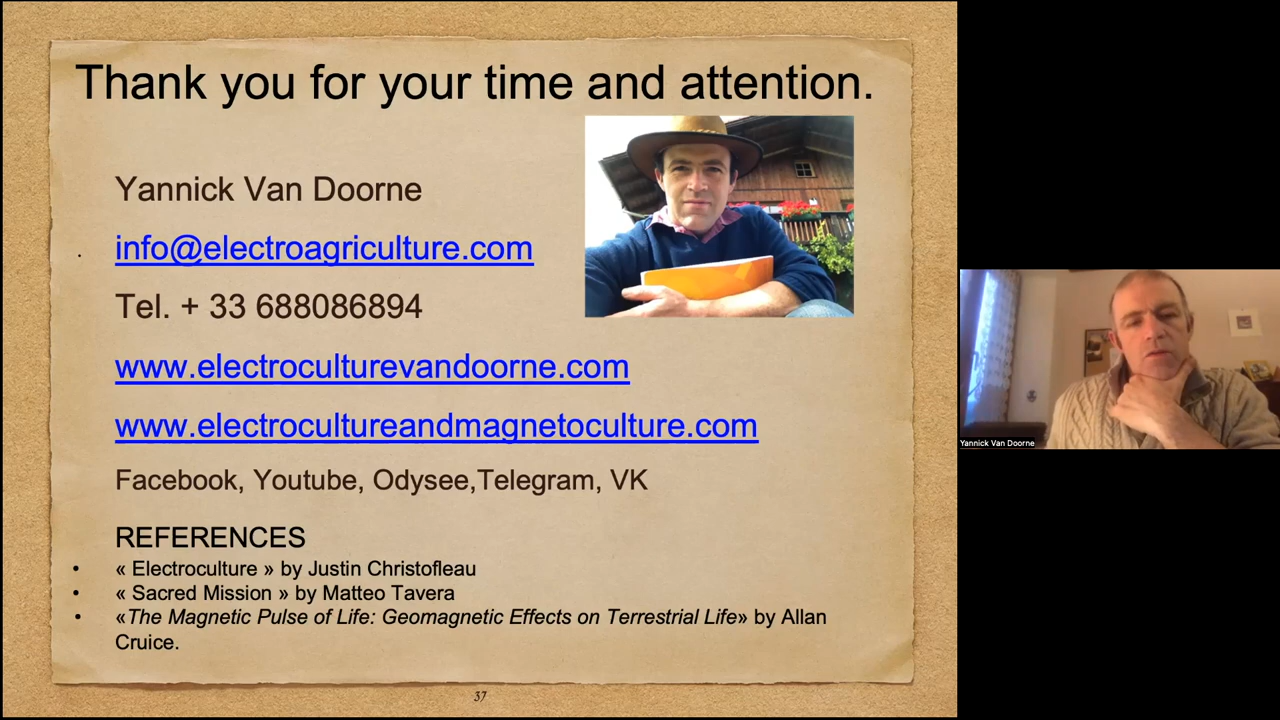 Thank you for your time and attention.
Yannick Van Doorne
info@electroagriculture.com
Tel. + 33 688086894
www.electroculturevandoorne.com
www.electrocultureandmagnetoculture.com
Facebook, Youtube, Odysee,Telegram, VK
REFERENCES
• « Electroculture » by Justin Christofleau
• « Sacred Mission » by Matteo Tavera
• «The Magnetic Pulse of Life: Geomagnetic Effects on Terrestrial Life» by Allan
Cruice.
37
Yannick Van Doorne